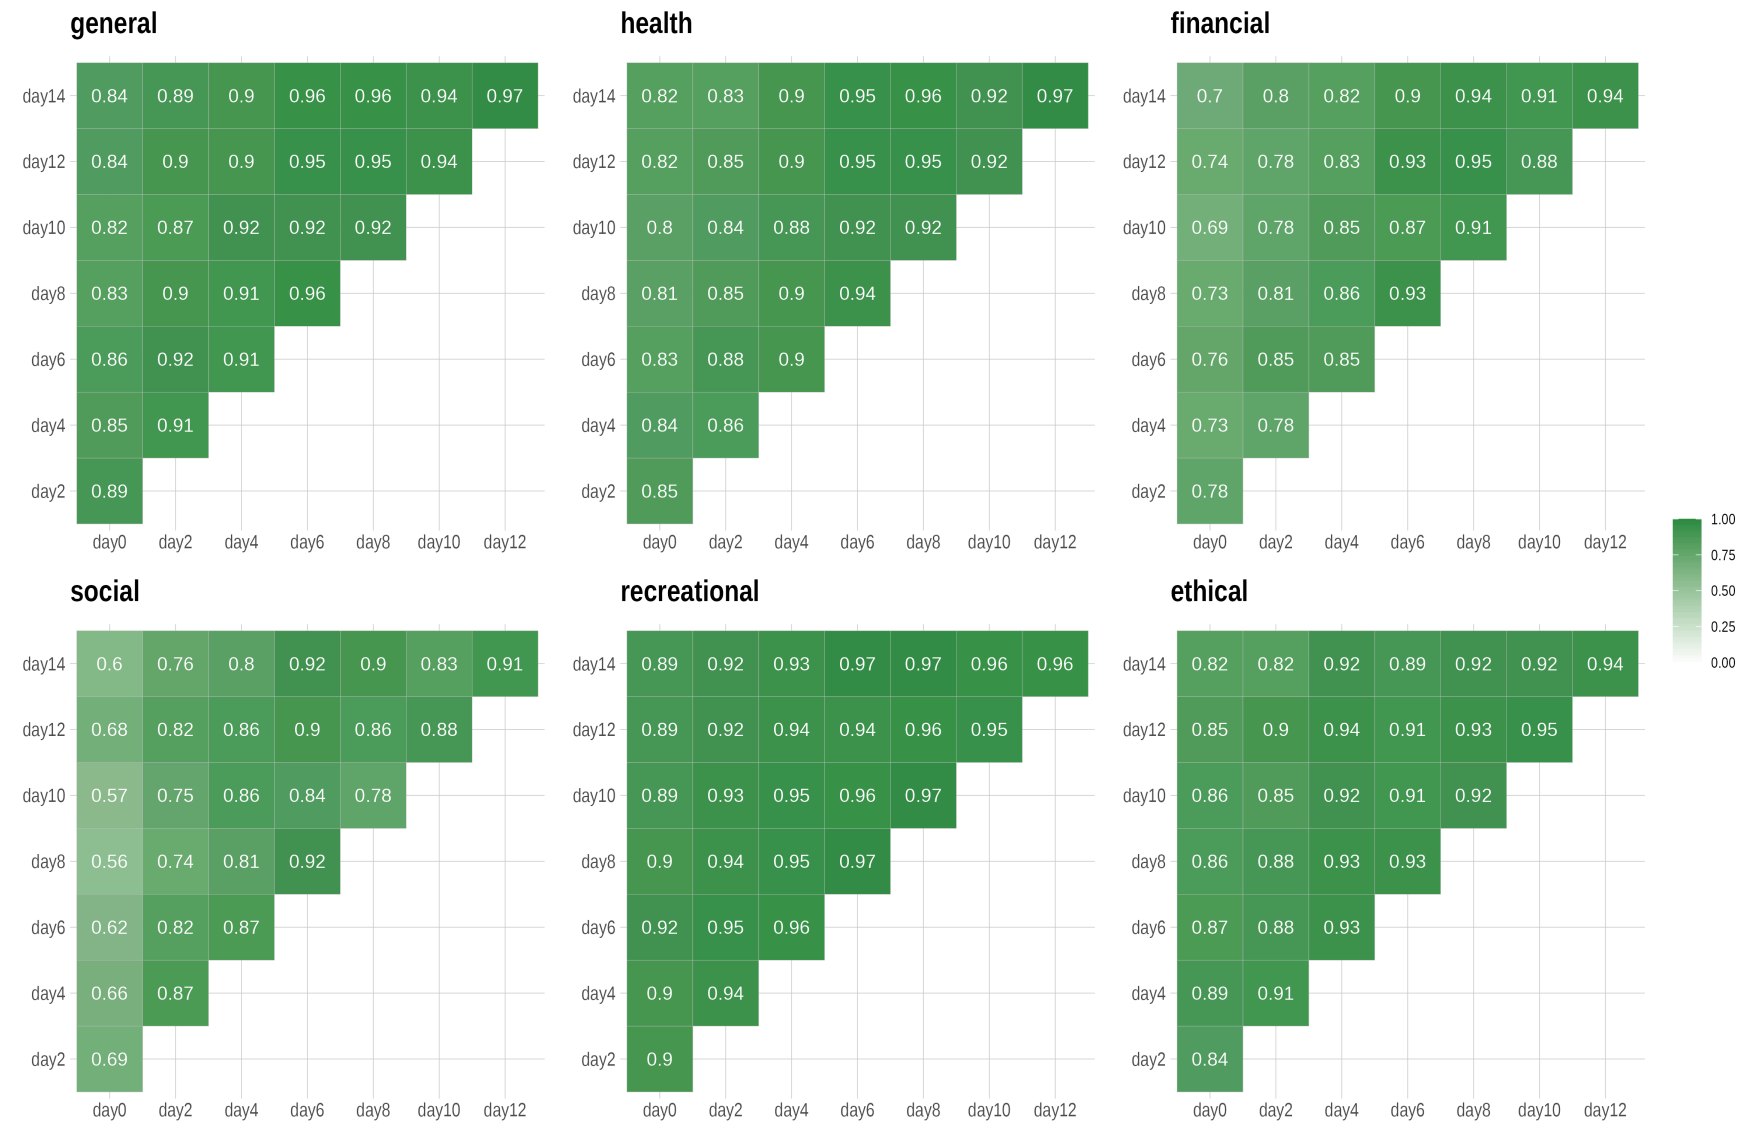 general health financial
day14 0.84 0.89 0.9 0.96 0.96 0.94 0.97 day14 0.82 0.83 0.9 0.95 0.96 0.92 0.97 day14 0.7 0.8 0.82 0.9 0.94 0.91 0.94
day12 0.84 0.9 0.9 0.95 0.95 0.94 day12 0.82 0.85 0.9 0.95 0.95 0.92 day12 0.74 0.78 0.83 0.93 0.95 0.88
day10 0.82 0.87 0.92 0.92 0.92 day10 0.8 0.84 0.88 0.92 0.92 day10 0.69 0.78 0.85 0.87 0.91
day8 0.83 0.9 0.91 0.96 day8 0.81 0.85 0.9 0.94 day8 0.73 0.81 0.86 0.93
day6 0.86 0.92 0.91 day6 0.83 0.88 0.9 day6 0.76 0.85 0.85
day4 0.85 0.91 day4 0.84 0.86 day4 0.73 0.78
day2 0.89 day2 0.85 day2 0.78
day0 day2 day4 day6 day8 day10 day12 day0 day2 day4 day6 day8 day10 day12 day0 day2 day4 day6 day8 day10 day12
1.00
0.75
0.50
0.25
0.00
social recreational ethical
day14 0.6 0.76 0.8 0.92 0.9 0.83 0.91 day14 0.89 0.92 0.93 0.97 0.97 0.96 0.96 day14 0.82 0.82 0.92 0.89 0.92 0.92 0.94
day12 0.68 0.82 0.86 0.9 0.86 0.88 day12 0.89 0.92 0.94 0.94 0.96 0.95 day12 0.85 0.9 0.94 0.91 0.93 0.95
day10 0.57 0.75 0.86 0.84 0.78 day10 0.89 0.93 0.95 0.96 0.97 day10 0.86 0.85 0.92 0.91 0.92
day8 0.56 0.74 0.81 0.92 day8 0.9 0.94 0.95 0.97 day8 0.86 0.88 0.93 0.93
day6 0.62 0.82 0.87 day6 0.92 0.95 0.96 day6 0.87 0.88 0.93
day4 0.66 0.87 day4 0.9 0.94 day4 0.89 0.91
day2 0.69 day2 0.9 day2 0.84
day0 day2 day4 day6 day8 day10 day12 day0 day2 day4 day6 day8 day10 day12 day0 day2 day4 day6 day8 day10 day12